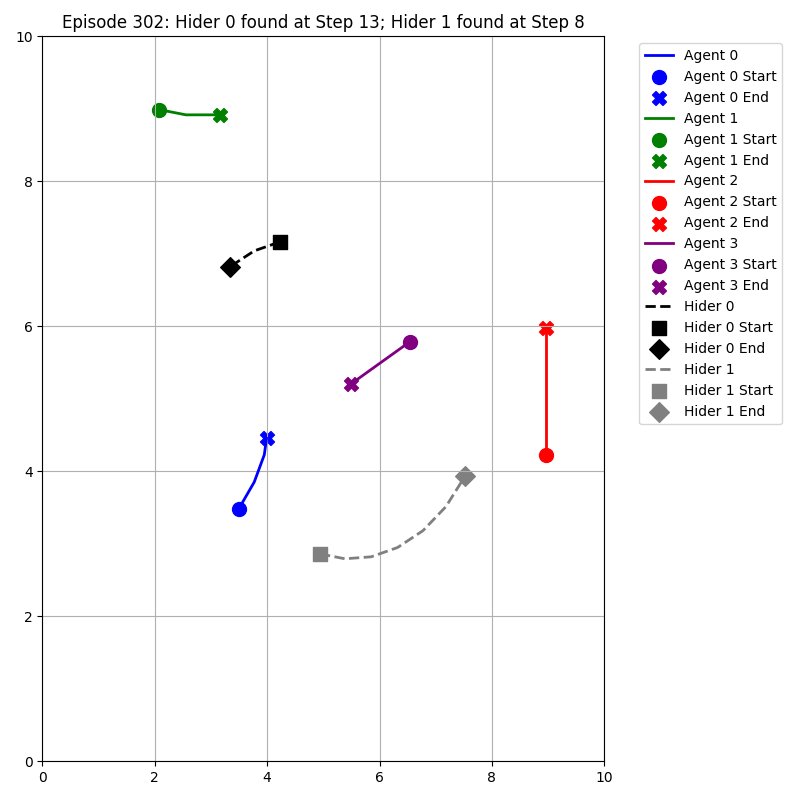 Episode 302: Hider 0 found at Step 13; Hider 1 found at Step 8
10
8
6
4
2
0
0 2 4 6 8 10
Agent 0
Agent 0 Start
Agent 0 End
Agent 1
Agent 1 Start
Agent 1 End
Agent 2
Agent 2 Start
Agent 2 End
Agent 3
Agent 3 Start
Agent 3 End
Hider 0
Hider 0 Start
Hider 0 End
Hider 1
Hider 1 Start
Hider 1 End